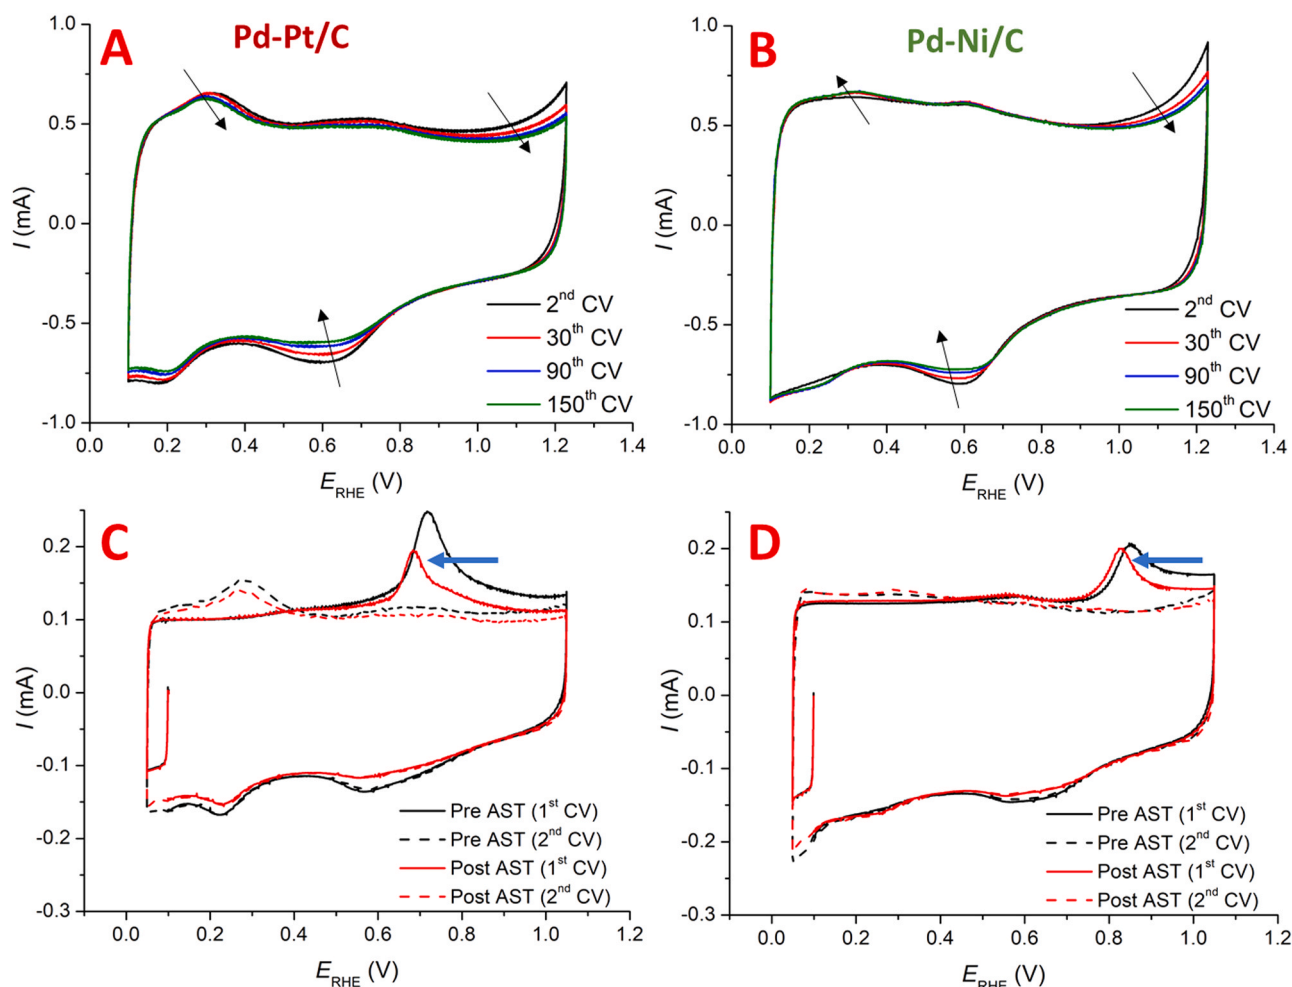 A
Pd-Pt/C
1.0
0.5
0.0
-0.5
-1.0
I (mA)
2nd CV
30th CV
90th CV
150th CV
0.0 0.2 0.4 0.6 0.8 1.0 1.2 1.4
ERHE (V)
B
Pd-Ni/C
1.0
0.5
0.0
-0.5
-1.0
I (mA)
2nd CV
30th CV
90th CV
150th CV
0.0 0.2 0.4 0.6 0.8 1.0 1.2 1.4
ERHE (V)
C
0.2
0.1
0.0
-0.1
-0.2
-0.3
I (mA)
Pre AST (1st CV)
Pre AST (2nd CV)
Post AST (1st CV)
Post AST (2nd CV)
0.0 0.2 0.4 0.6 0.8 1.0 1.2
ERHE (V)
D
0.2
0.1
0.0
-0.1
-0.2
-0.3
I (mA)
Pre AST (1st CV)
Pre AST (2nd CV)
Post AST (1st CV)
Post AST (2nd CV)
0.0 0.2 0.4 0.6 0.8 1.0 1.2
ERHE (V)